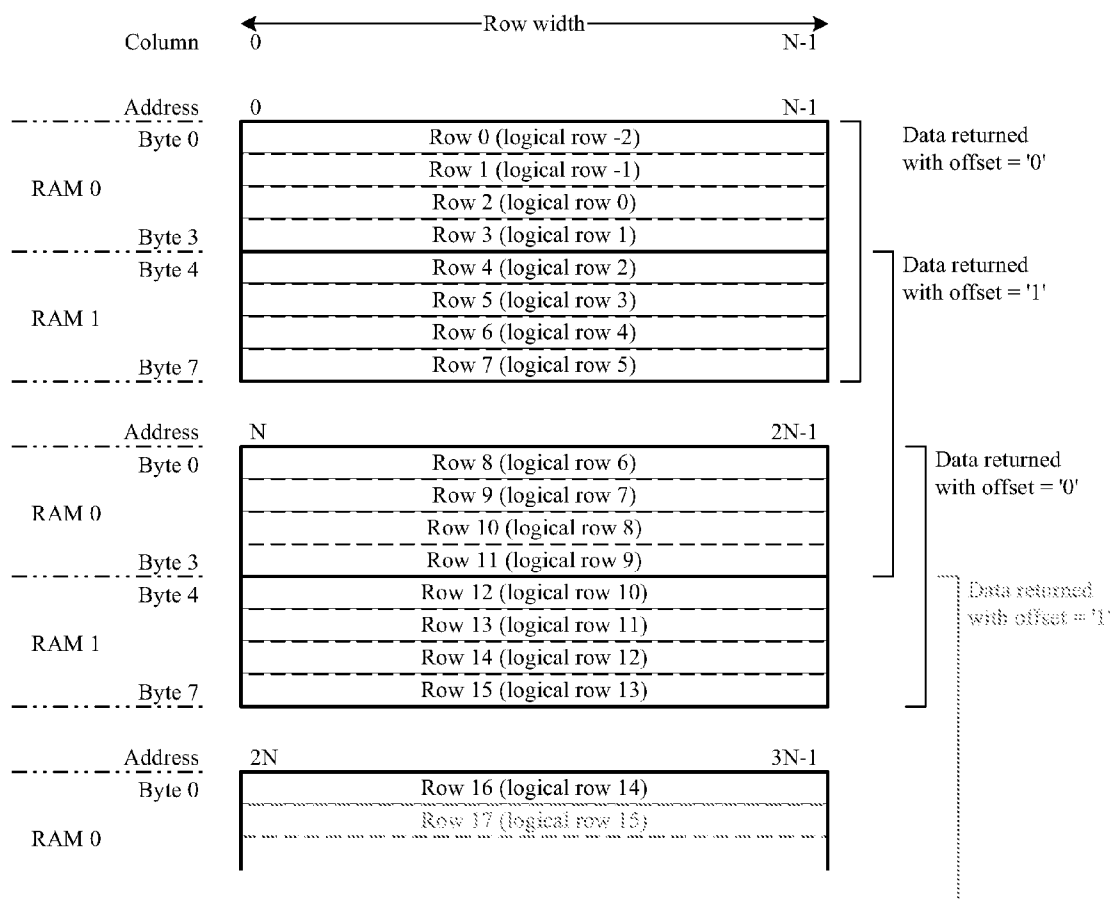 Row width
Column 0 N-1
Address 0 N-1
Byte 0 Row 0 (logical row -2) Data returned
Row 1 (logical row -1) with offset = '0'
RAM 0 Row 2 (logical row 0)
Byte 3 Row 3 (logical row 1)
Byte 4 Row 4 (logical row 2) Data returned
Row 5 (logical row 3) with offset = '1'
RAM 1 Row 6 (logical row 4)
Byte 7 Row 7 (logical row 5)
Address N 2N-1
Byte 0 Row 8 (logical row 6) Data returned
Row 9 (logical row 7) with offset = '0'
RAM 0 Row 10 (logical row 8)
Byte 3 Row 11 (logical row 9)
Byte 4 Row 12 (logical row 10) Data returned
Row 13 (logical row 11) with offset = '1'
RAM 1 Row 14 (logical row 12)
Byte 7 Row 15 (logical row 13)
Address 2N 3N-1
Byte 0 Row 16 (logical row 14)
Row 17 (logical row 15)
RAM 0